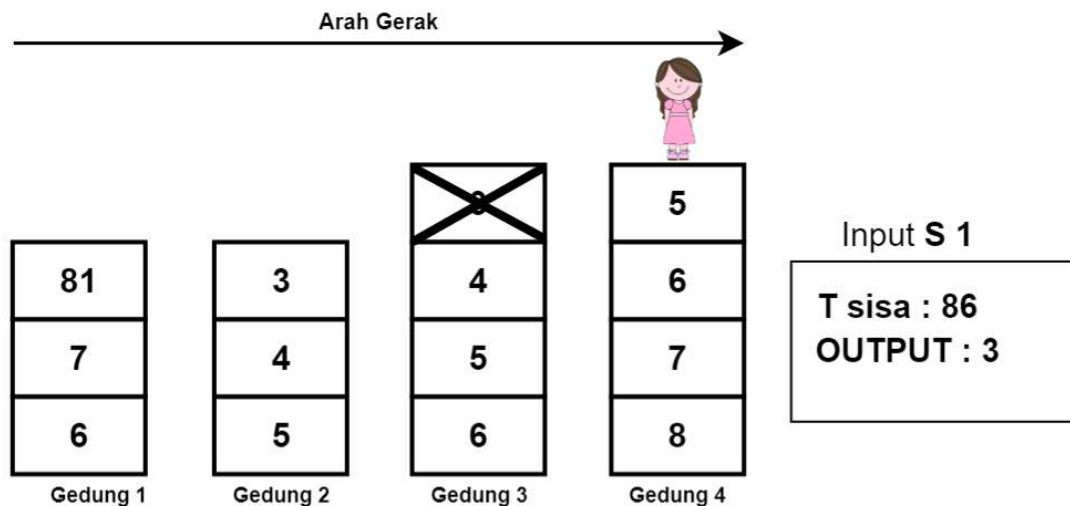 Arah Gerak
5
81 3 4 6
7 4 5 7
6 5 6 8
Gedung 1 Gedung 2 Gedung 3 Gedung 4
Input S 1
T sisa : 86
OUTPUT : 3